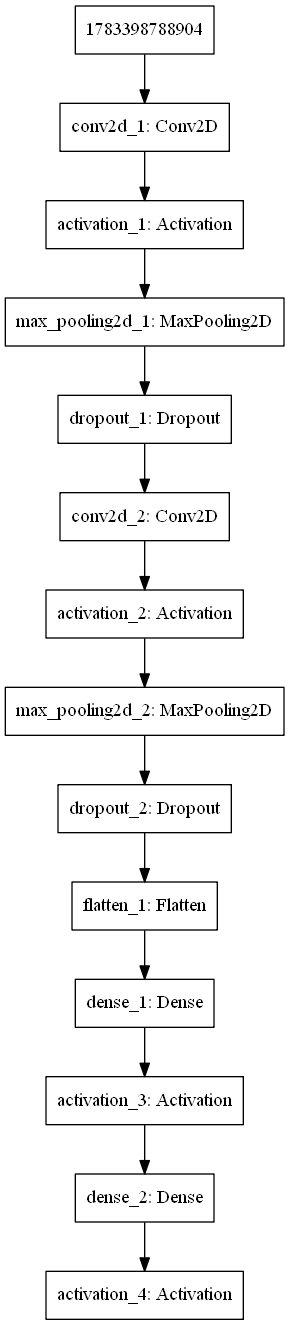 1783398788904
conv2d_1: Conv2D
activation_1: Activation
max_pooling2d_1: MaxPooling2D
dropout_1: Dropout
conv2d_2: Conv2D
activation_2: Activation
max_pooling2d_2: MaxPooling2D
dropout_2: Dropout
flatten_1: Flatten
dense_1: Dense
activation_3: Activation
dense_2: Dense
activation_4: Activation